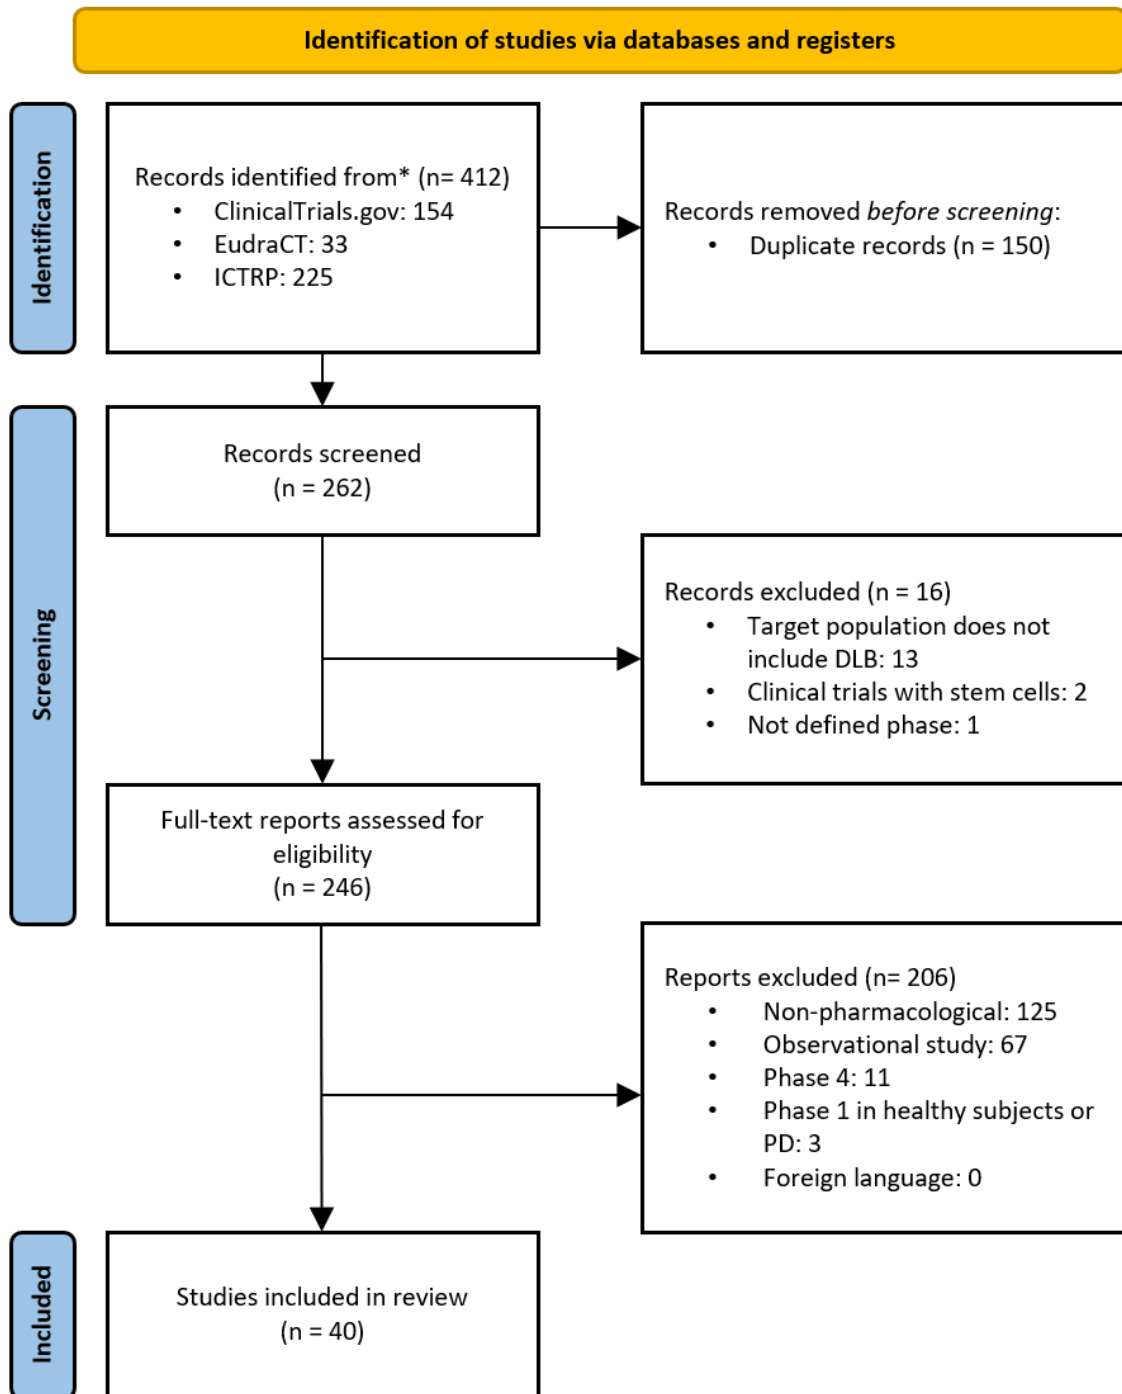 Identification of studies via databases and registers
Identification
Records identified from* (n= 412)
• ClinicalTrials.gov: 154
• EudraCT: 33
• ICTRP: 225
Records removed before screening:
• Duplicate records (n = 150)
Screening
Records screened
(n = 262)
Records excluded (n = 16)
• Target population does not
include DLB: 13
• Clinical trials with stem cells: 2
• Not defined phase: 1
Full-text reports assessed for
eligibility
(n = 246)
Reports excluded (n= 206)
• Non-pharmacological: 125
• Observational study: 67
• Phase 4: 11
• Phase 1 in healthy subjects or
PD: 3
• Foreign language: 0
Included
Studies included in review
(n = 40)